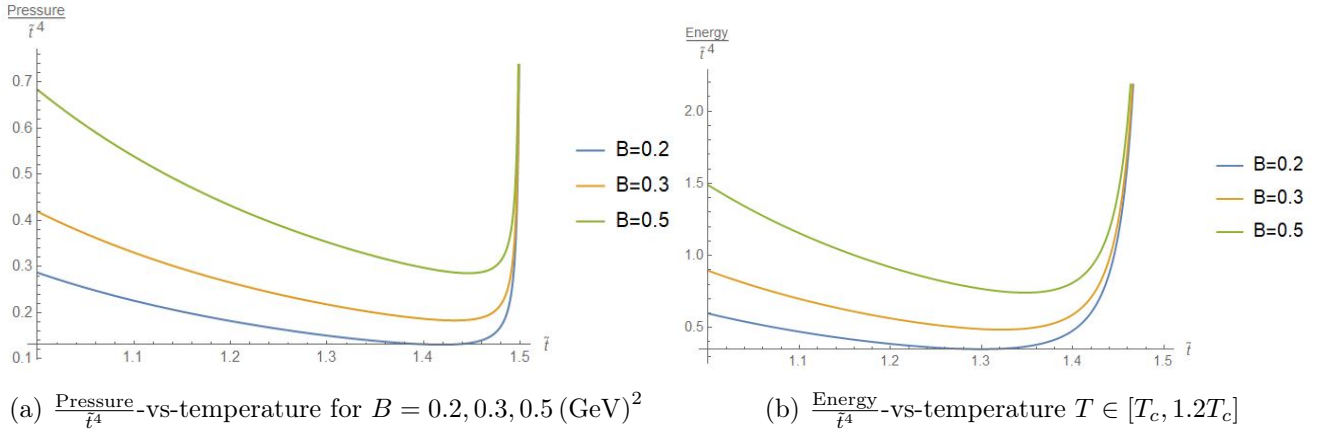 Pressure
t̃ 4
0.7
0.6
0.5
0.4
0.3
0.2
0.1
1.1 1.2 1.3 1.4 1.5 t̃
B=0.2
B=0.3
B=0.5
Energy
t̃ 4
2.0
1.5
1.0
0.5
1.1 1.2 1.3 1.4 1.5 t̃
B=0.2
B=0.3
B=0.5
(a) Pressure/t̃⁴-vs-temperature for B = 0.2, 0.3, 0.5 (GeV)²
(b) Energy/t̃⁴-vs-temperature T ∈ [Tc, 1.2Tc]